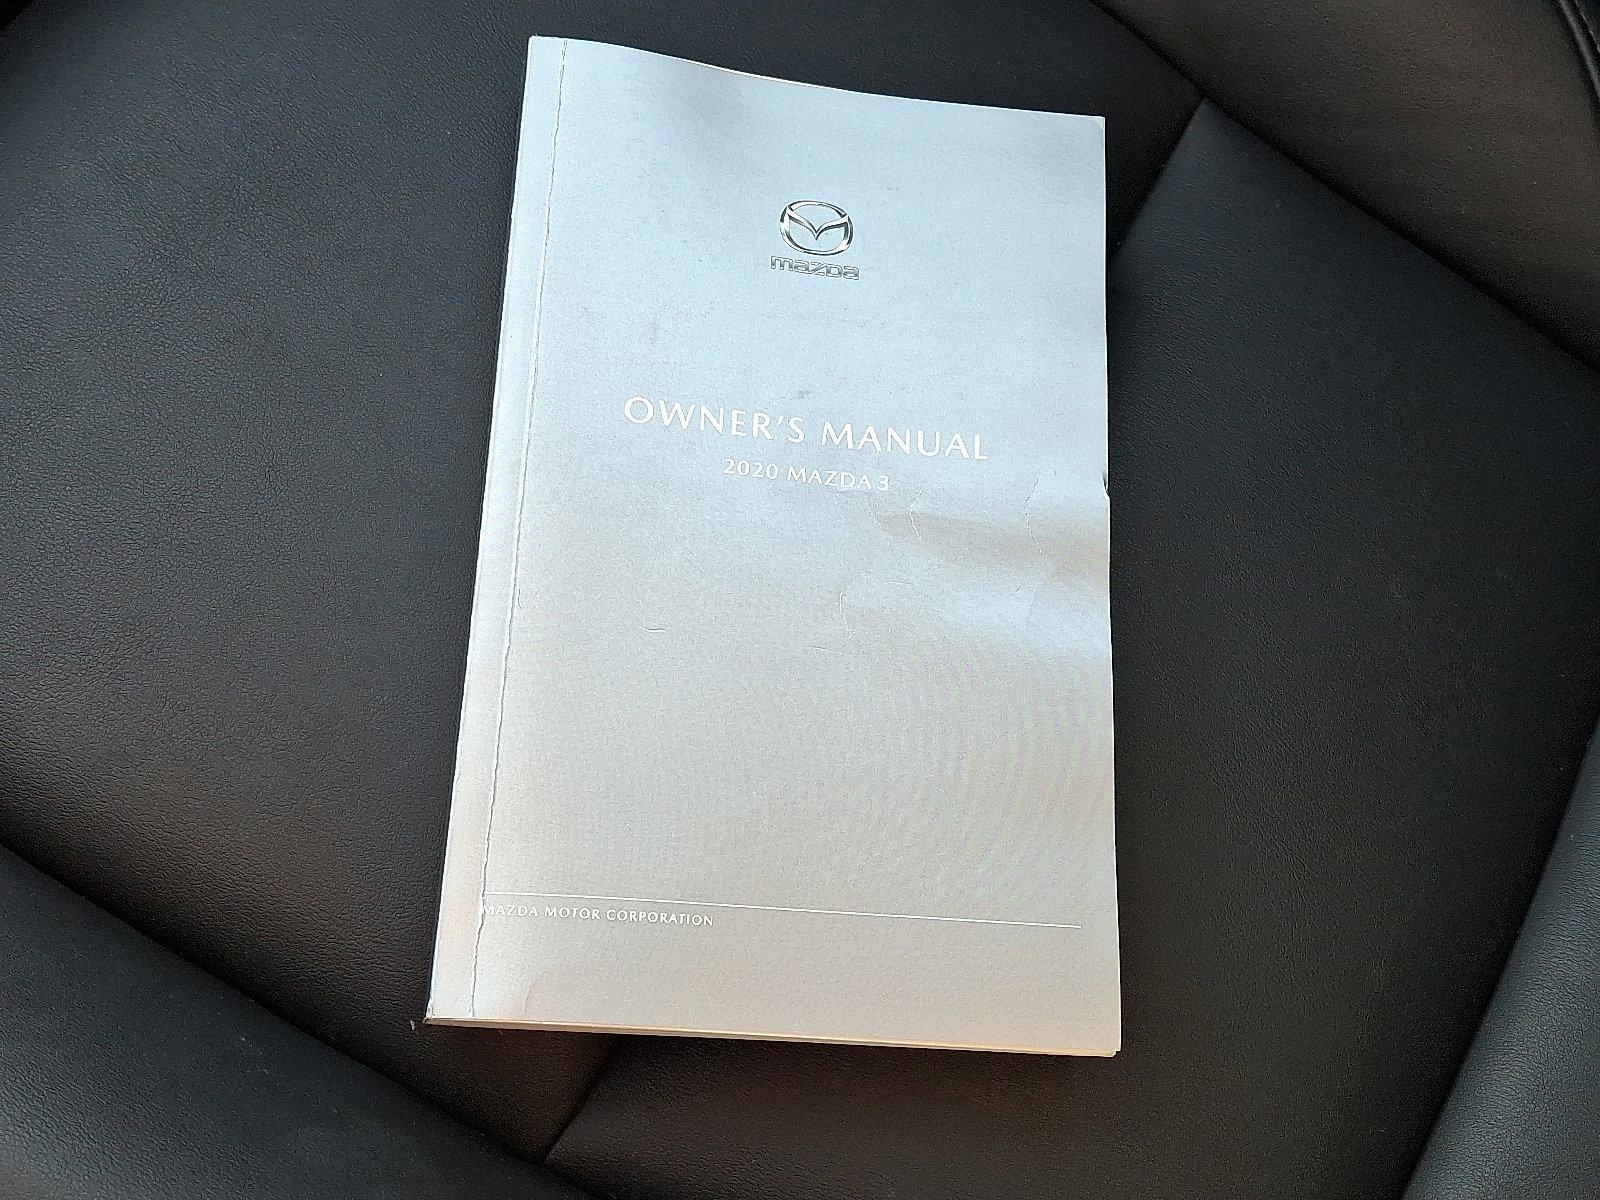 mazda
OWNER'S MANUAL
2020 MAZDA 3
MAZDA MOTOR CORPORATION